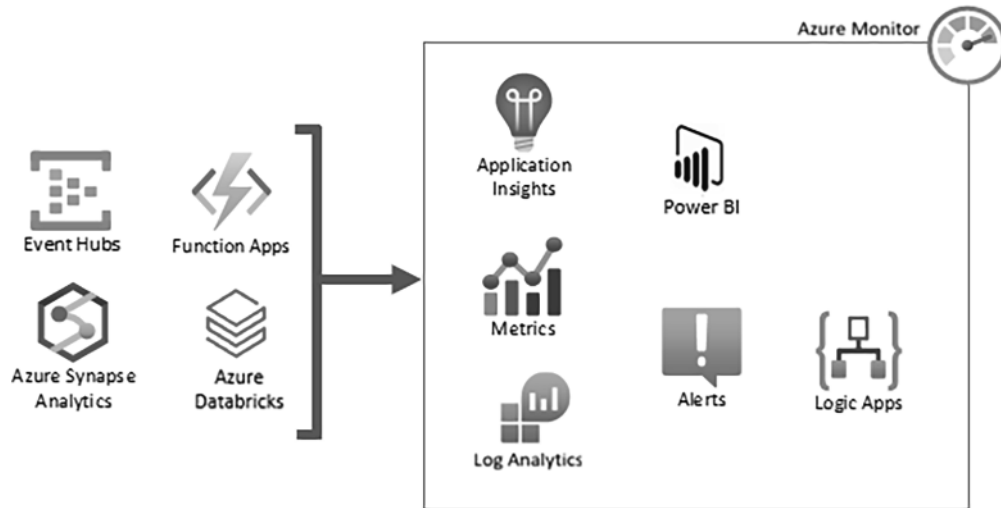 Azure Monitor
Event Hubs
Function Apps
Azure Synapse
Analytics
Azure
Databricks
Application
Insights
Power BI
Metrics
Alerts
Logic Apps
Log Analytics